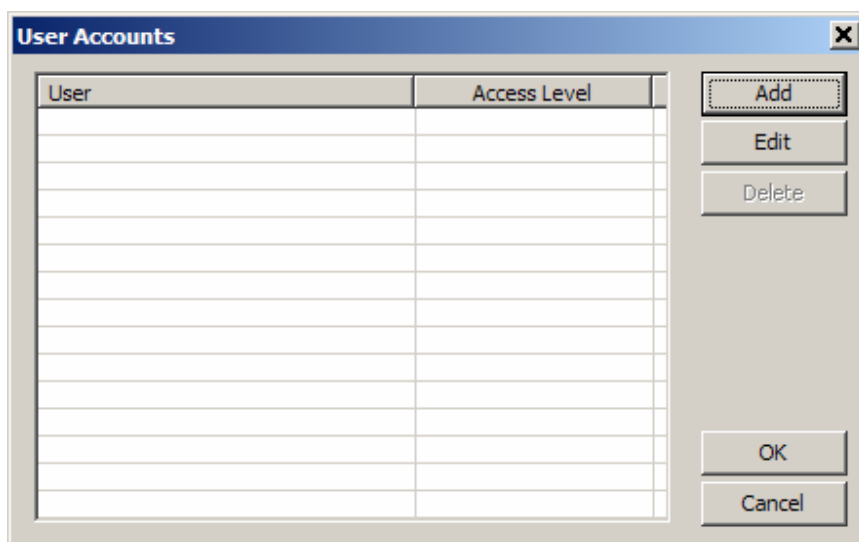 User Accounts
User Access Level
Add
Edit
Delete
OK
Cancel